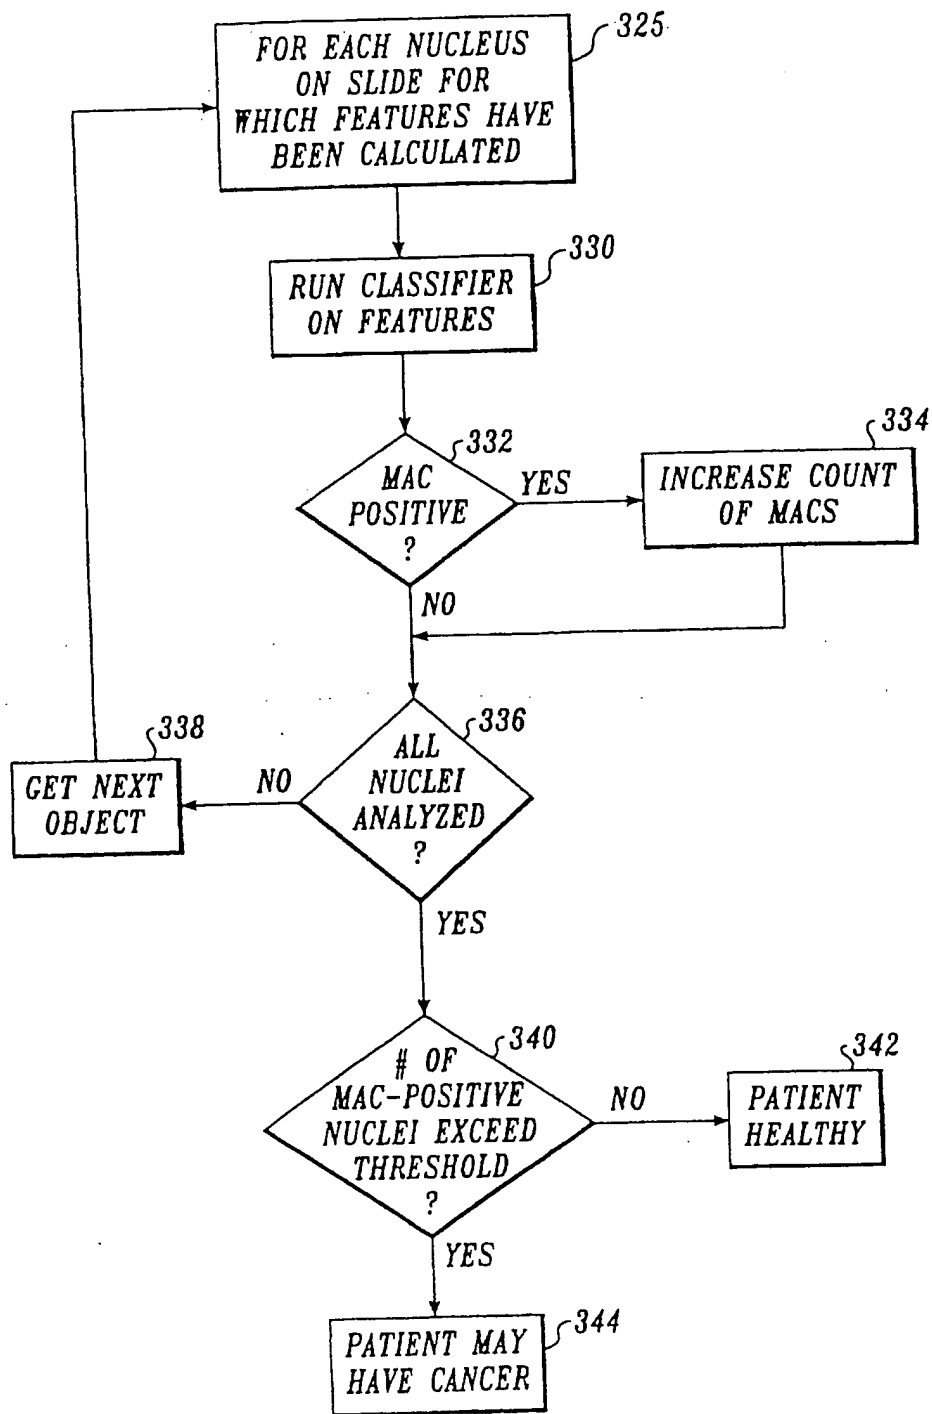 325
FOR EACH NUCLEUS
ON SLIDE FOR
WHICH FEATURES HAVE
BEEN CALCULATED
330
RUN CLASSIFIER
ON FEATURES
332
MAC
POSITIVE
?
YES
334
INCREASE COUNT
OF MACS
NO
336
ALL
NUCLEI
ANALYZED
?
NO
338
GET NEXT
OBJECT
YES
340
# OF
MAC-POSITIVE
NUCLEI EXCEED
THRESHOLD
?
NO
342
PATIENT
HEALTHY
YES
344
PATIENT MAY
HAVE CANCER